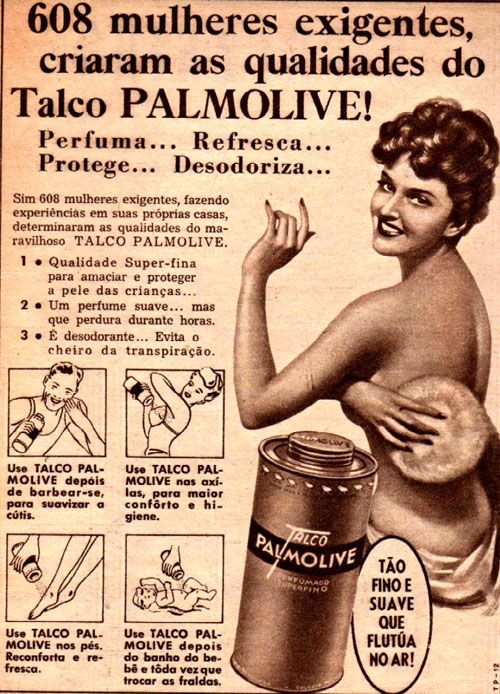 608 mulheres exigentes,
criaram as qualidades do
Talco PALMOLIVE!
Perfuma... Refresca...
Protege... Desodoriza...
Sim 608 mulheres exigentes, fazendo
experiências em suas próprias casas,
determinaram as qualidades do ma-
ravilhoso TALCO PALMOLIVE.
1 • Qualidade Super-fina
para amaciar e proteger
a pele das crianças...
2 • Um perfume suave... mas
que perdura durante horas.
3 • É desodorante... Evita o
cheiro da transpiração.
Use TALCO PAL-
MOLIVE depóis
de barbear-se,
para suavizar a
cútis.
Use TALCO PAL-
MOLIVE nas axí-
las, para maior
confôrto e hi-
giene.
Use TALCO PAL-
MOLIVE nos pés.
Reconforta e re-
fresca.
Use TALCO PAL-
MOLIVE depois
do banho do be-
bê e tôda vez que
trocar as fraldas.
PALMOLIVE
TALCO
PALMOLIVE
PERFUMADO
SUPERFINO
TÃO
FINO E
SUAVE
QUE
FLUTÚA
NO AR!